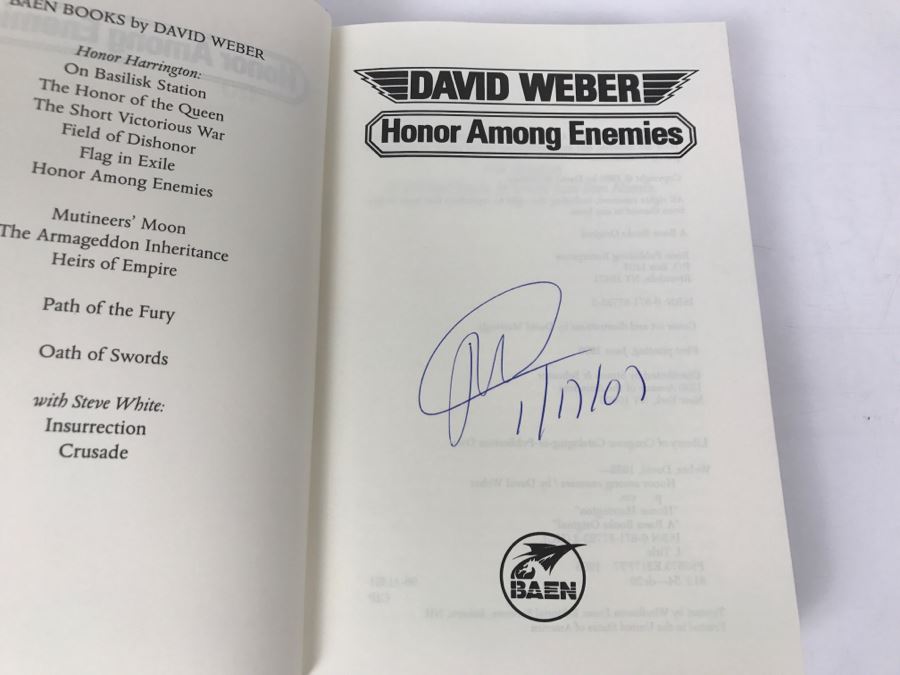 BAEN BOOKS by DAVID WEBER
Honor Harrington:
On Basilisk Station
The Honor of the Queen
The Short Victorious War
Field of Dishonor
Flag in Exile
Honor Among Enemies
Mutineers' Moon
The Armageddon Inheritance
Heirs of Empire
Path of the Fury
Oath of Swords
with Steve White:
Insurrection
Crusade
DAVID WEBER
Honor Among Enemies
1/17/07
BAEN